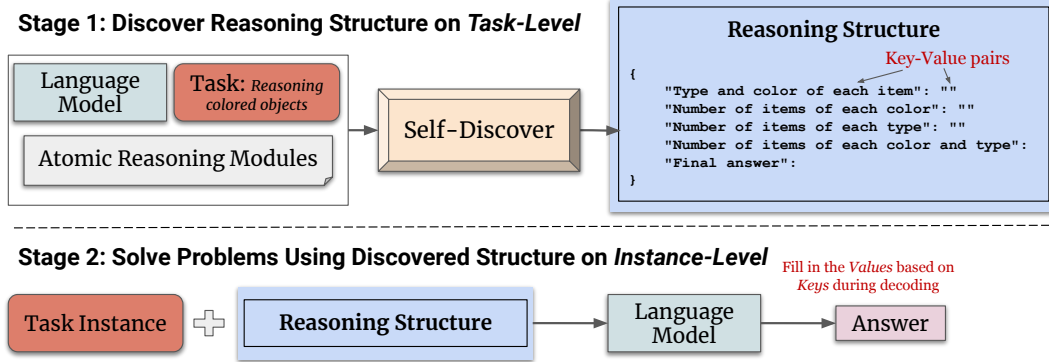 Stage 1: Discover Reasoning Structure on Task-Level
Language
Model
Task: Reasoning
colored objects
Atomic Reasoning Modules
Self-Discover
Reasoning Structure
Key-Value pairs
{
"Type and color of each item": ""
"Number of items of each color": ""
"Number of items of each type": ""
"Number of items of each color and type":
"Final answer":
}
Stage 2: Solve Problems Using Discovered Structure on Instance-Level
Task Instance
Reasoning Structure
Language
Model
Fill in the Values based on
Keys during decoding
Answer